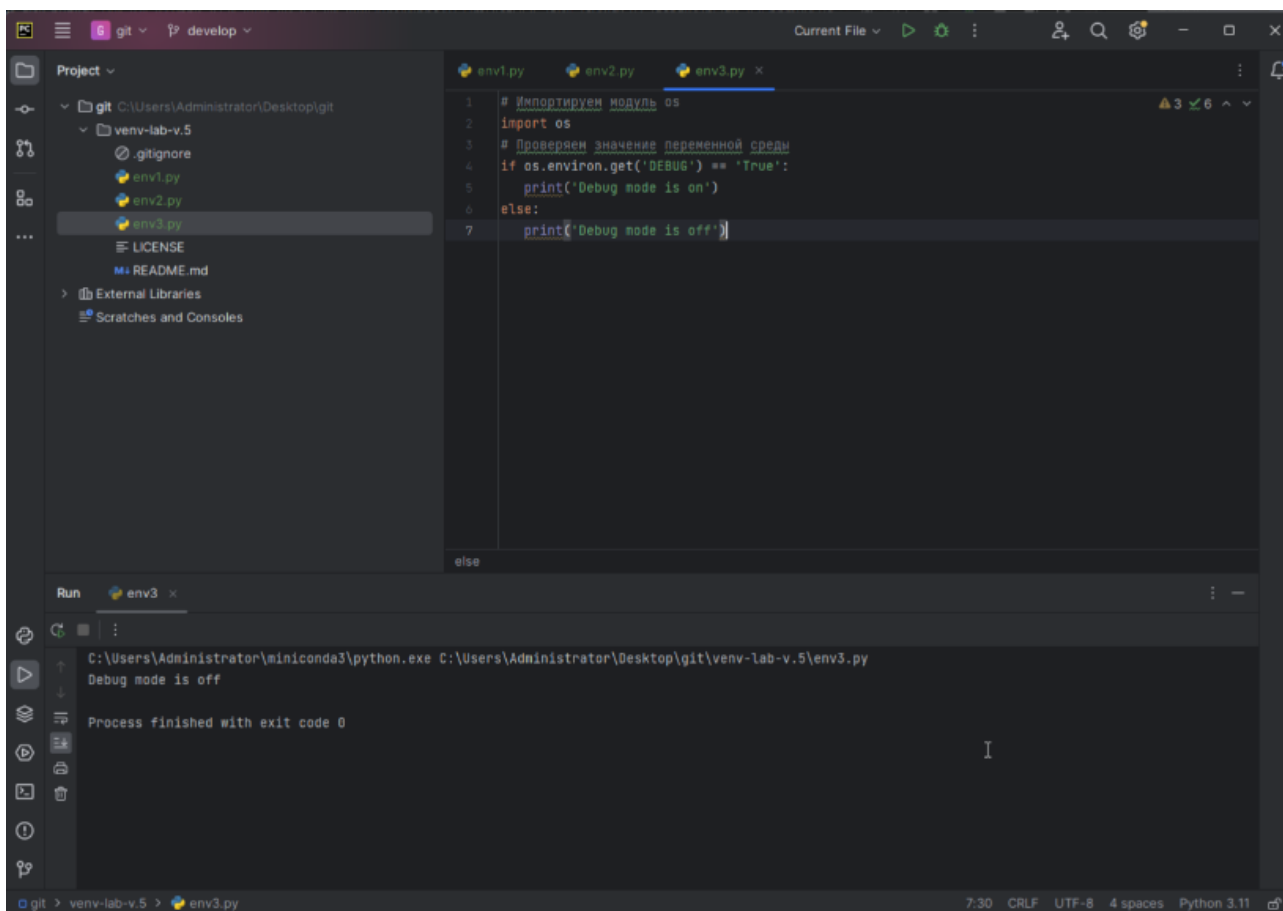 PC
G git
develop
Current File
Project
env1.py
env2.py
env3.py
git C:\Users\Administrator\Desktop\git
venv-lab-v.5
.gitignore
env1.py
env2.py
env3.py
LICENSE
M↓ README.md
External Libraries
Scratches and Consoles
1 # Импортируем модуль os
2 import os
3 # Проверяем значение переменной среды
4 if os.environ.get('DEBUG') == 'True':
5 print('Debug mode is on')
6 else:
7 print('Debug mode is off')
3 6
else
Run env3
C:\Users\Administrator\miniconda3\python.exe C:\Users\Administrator\Desktop\git\venv-lab-v.5\env3.py
Debug mode is off
Process finished with exit code 0
git > venv-lab-v.5 > env3.py
7:30 CRLF UTF-8 4 spaces Python 3.11